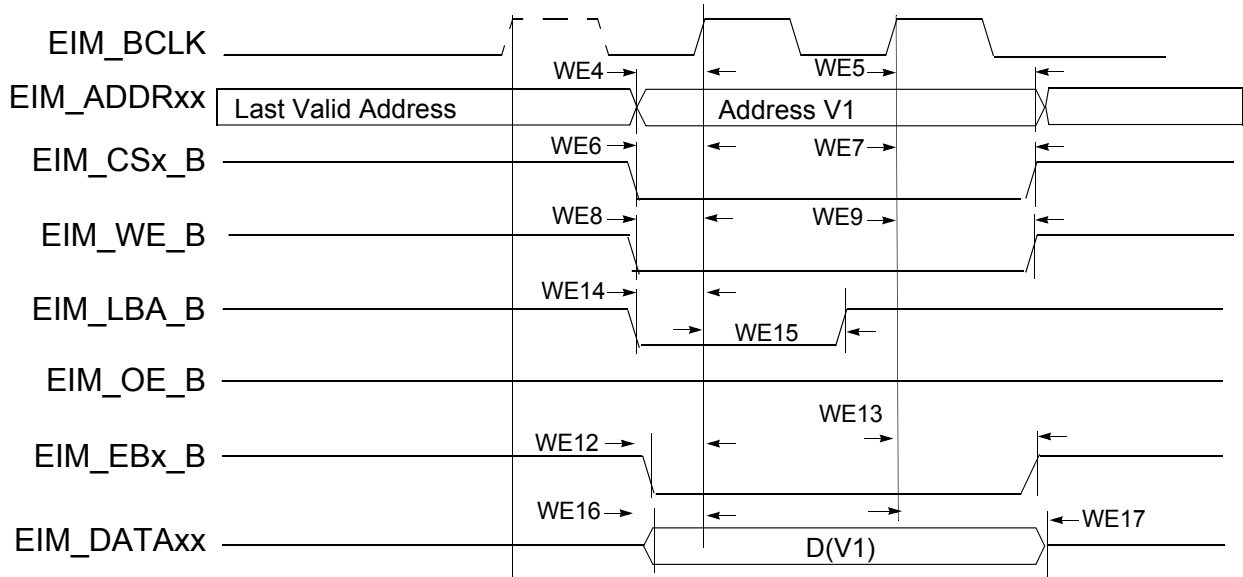 EIM_BCLK
WE4 WE5
EIM_ADDRxx Last Valid Address Address V1
WE6 WE7
EIM_CSx_B
WE8 WE9
EIM_WE_B
WE14
EIM_LBA_B
WE15
EIM_OE_B
WE13
WE12
EIM_EBx_B
WE16 WE17
EIM_DATAxx D(V1)